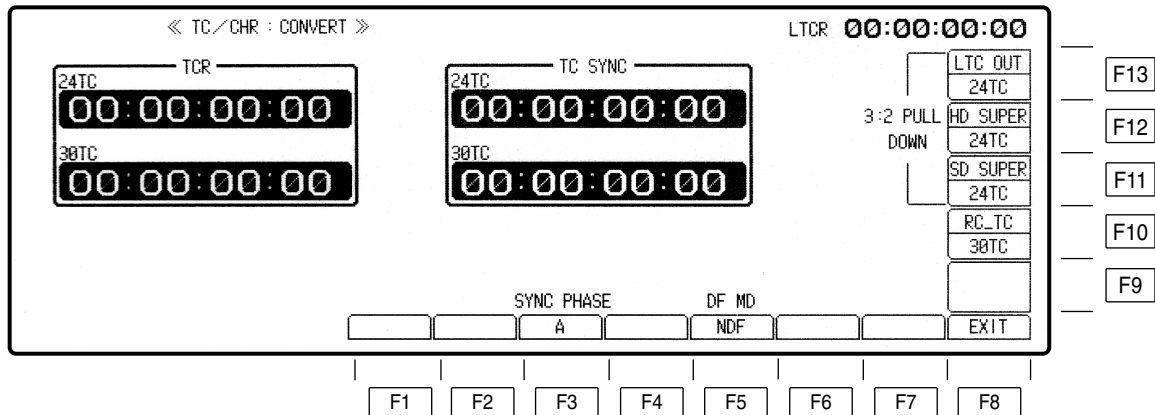 ≪ TC/CHR : CONVERT ≫
LTCR 00:00:00:00
TCR
24TC
00:00:00:00
30TC
00:00:00:00
TC SYNC
24TC
00:00:00:00
30TC
00:00:00:00
3:2 PULL
DOWN
LTC OUT
24TC
F13
HD SUPER
24TC
F12
SD SUPER
24TC
F11
RC_TC
30TC
F10
F9
SYNC PHASE
DF MD
A
NDF
EXIT
F1
F2
F3
F4
F5
F6
F7
F8